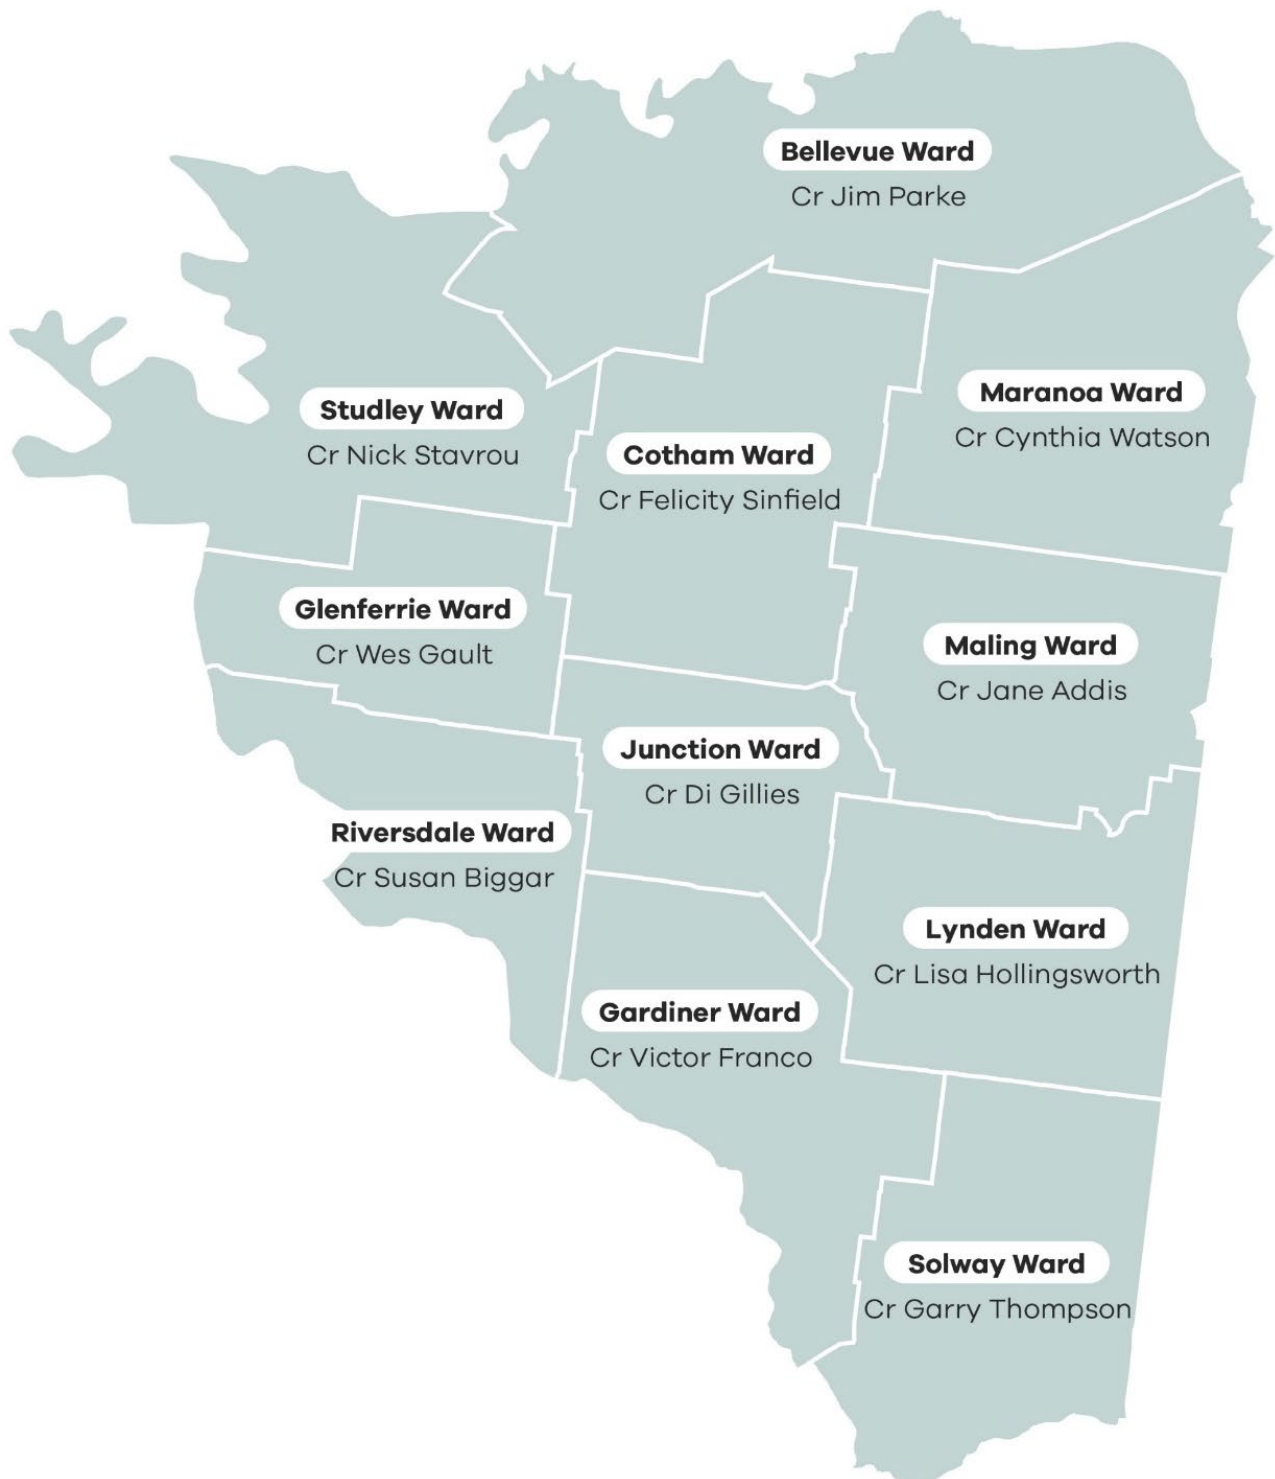 Bellevue Ward
Cr Jim Parke
Maranoa Ward
Cr Cynthia Watson
Studley Ward
Cr Nick Stavrou
Cotham Ward
Cr Felicity Sinfield
Glenferrie Ward
Cr Wes Gault
Maling Ward
Cr Jane Addis
Junction Ward
Cr Di Gillies
Riversdale Ward
Cr Susan Biggar
Lynden Ward
Cr Lisa Hollingsworth
Gardiner Ward
Cr Victor Franco
Solway Ward
Cr Garry Thompson